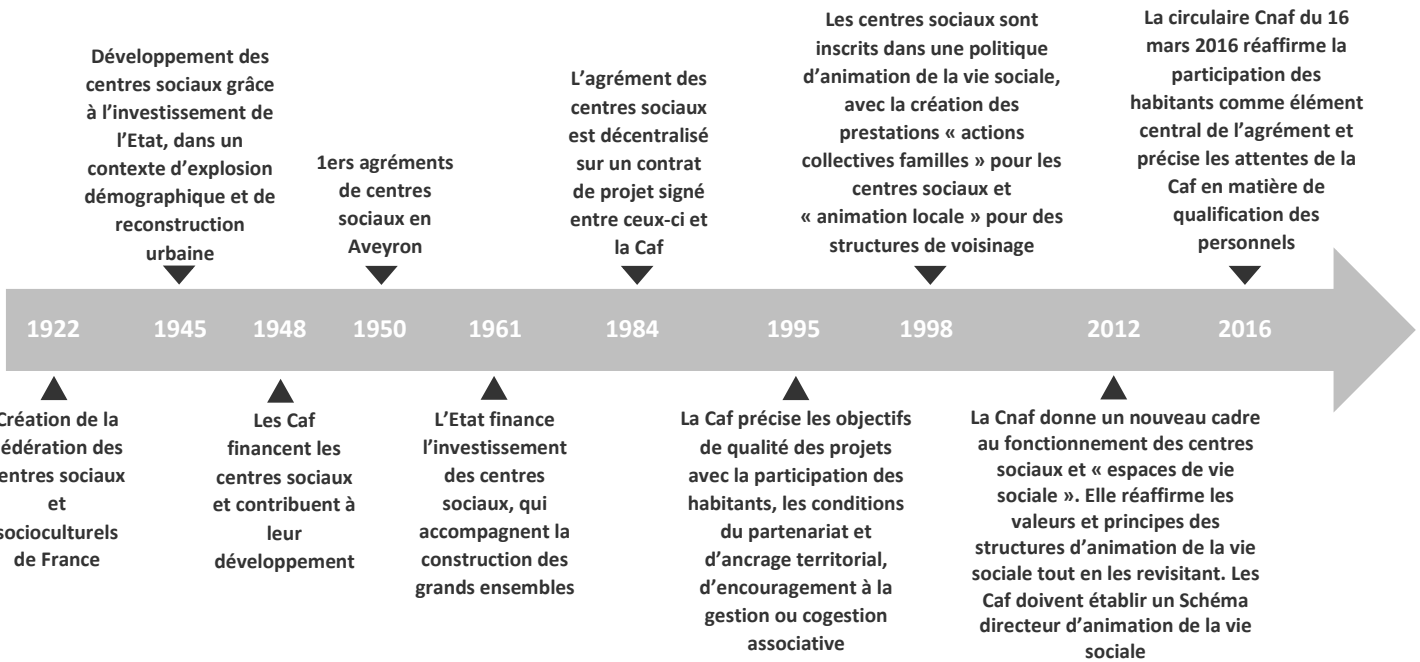 Développement des
centres sociaux grâce
à l’investissement de
l’Etat, dans un
contexte d’explosion
démographique et de
reconstruction
urbaine
1ers agréments
de centres
sociaux en
Aveyron
L’agrément des
centres sociaux
est décentralisé
sur un contrat
de projet signé
entre ceux-ci et
la Caf
Les centres sociaux sont
inscrits dans une politique
d’animation de la vie sociale,
avec la création des
prestations « actions
collectives familles » pour les
centres sociaux et
« animation locale » pour des
structures de voisinage
La circulaire Cnaf du 16
mars 2016 réaffirme la
participation des
habitants comme élément
central de l’agrément et
précise les attentes de la
Caf en matière de
qualification des
personnels
1922 1945 1948 1950 1961 1984 1995 1998 2012 2016
Création de la
édération des
entres sociaux
et
socioculturels
de France
Les Caf
financent les
centres sociaux
et contribuent à
leur
développement
L’Etat finance
l’investissement
des centres
sociaux, qui
accompagnent la
construction des
grands ensembles
La Caf précise les objectifs
de qualité des projets
avec la participation des
habitants, les conditions
du partenariat et
d’ancrage territorial,
d’encouragement à la
gestion ou cogestion
associative
La Cnaf donne un nouveau cadre
au fonctionnement des centres
sociaux et « espaces de vie
sociale ». Elle réaffirme les
valeurs et principes des
structures d’animation de la vie
sociale tout en les revisitant. Les
Caf doivent établir un Schéma
directeur d’animation de la vie
sociale